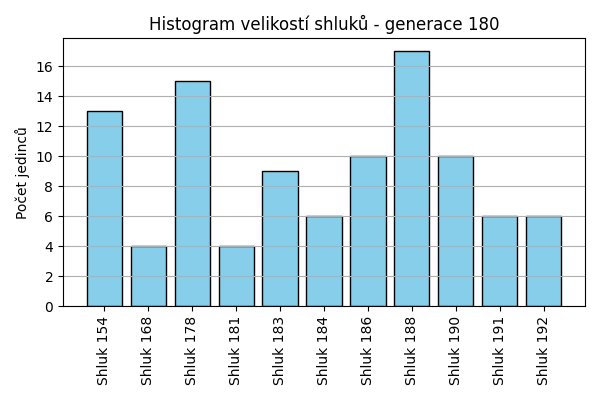 Histogram velikostí shluků - generace 180
Počet jedinců
16
14
12
10
8
6
4
2
0
Shluk 154
Shluk 168
Shluk 178
Shluk 181
Shluk 183
Shluk 184
Shluk 186
Shluk 188
Shluk 190
Shluk 191
Shluk 192